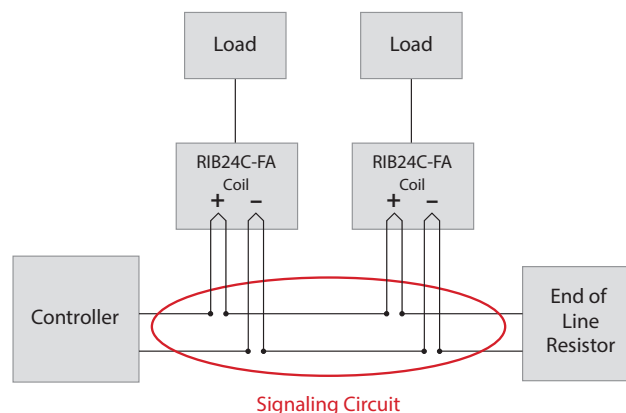 Load
Load
RIB24C-FA
Coil
+ –
RIB24C-FA
Coil
+ –
Controller
End of
Line
Resistor
Signaling Circuit